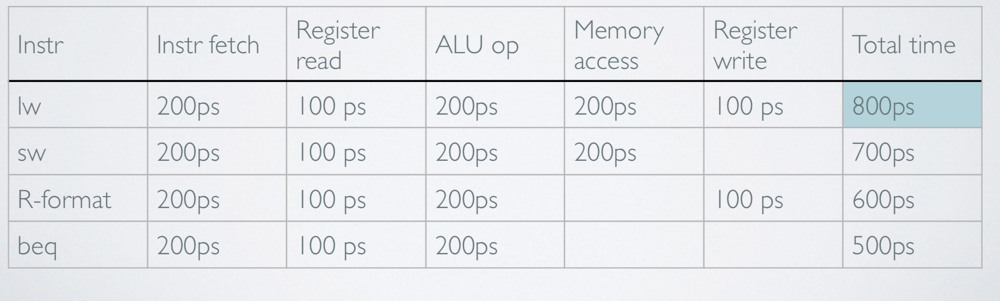 Instr Instr fetch Register read ALU op Memory access Register write Total time
lw 200ps 100 ps 200ps 200ps 100 ps 800ps
sw 200ps 100 ps 200ps 200ps 700ps
R-format 200ps 100 ps 200ps 100 ps 600ps
beq 200ps 100 ps 200ps 500ps